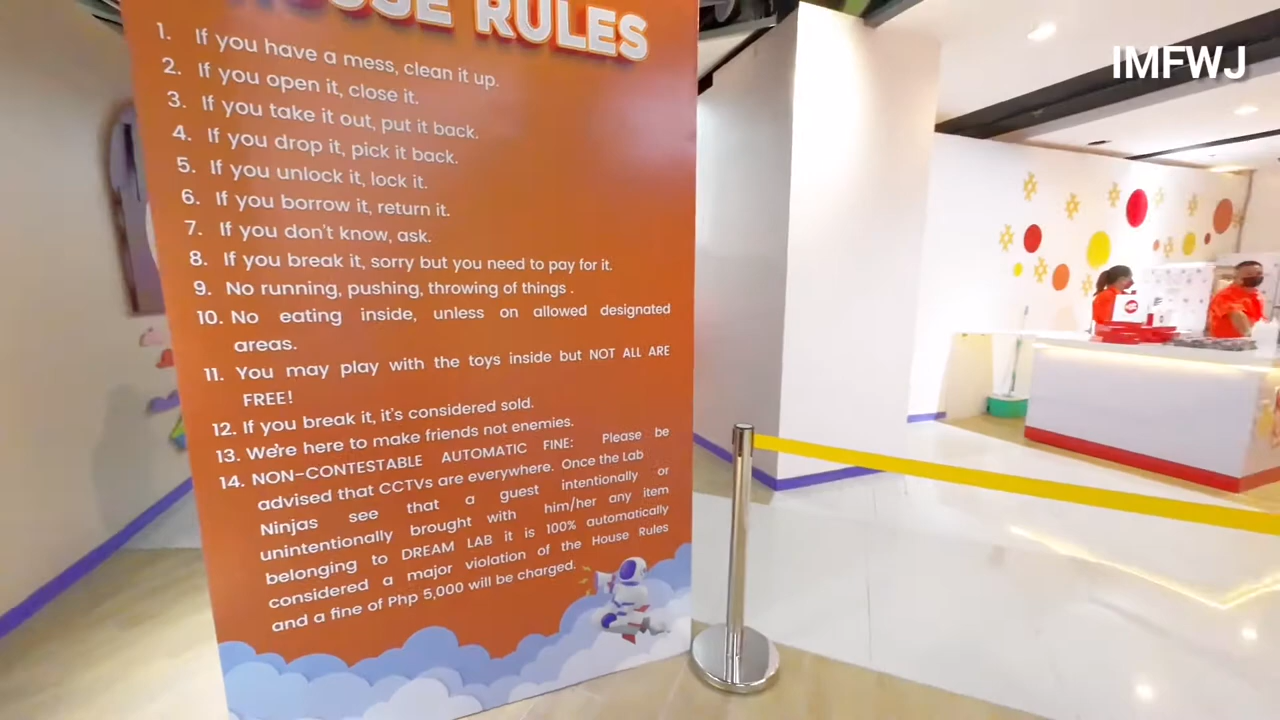 HOUSE RULES
1. If you have a mess, clean it up.
2. If you open it, close it.
3. If you take it out, put it back.
4. If you drop it, pick it back.
5. If you unlock it, lock it.
6. If you borrow it, return it.
7. If you don't know, ask.
8. If you break it, sorry but you need to pay for it.
9. No running, pushing, throwing of things .
10. No eating inside, unless on allowed designated
areas.
11. You may play with the toys inside but NOT ALL ARE
FREE!
12. If you break it, it's considered sold.
13. We're here to make friends not enemies.
14. NON-CONTESTABLE AUTOMATIC FINE: Please be
advised that CCTVs are everywhere. Once the Lab
Ninjas see that a guest intentionally or
unintentionally brought with him/her any item
belonging to DREAM LAB it is 100% automatically
considered a major violation of the House Rules
and a fine of Php 5,000 will be charged.
IMFWJ